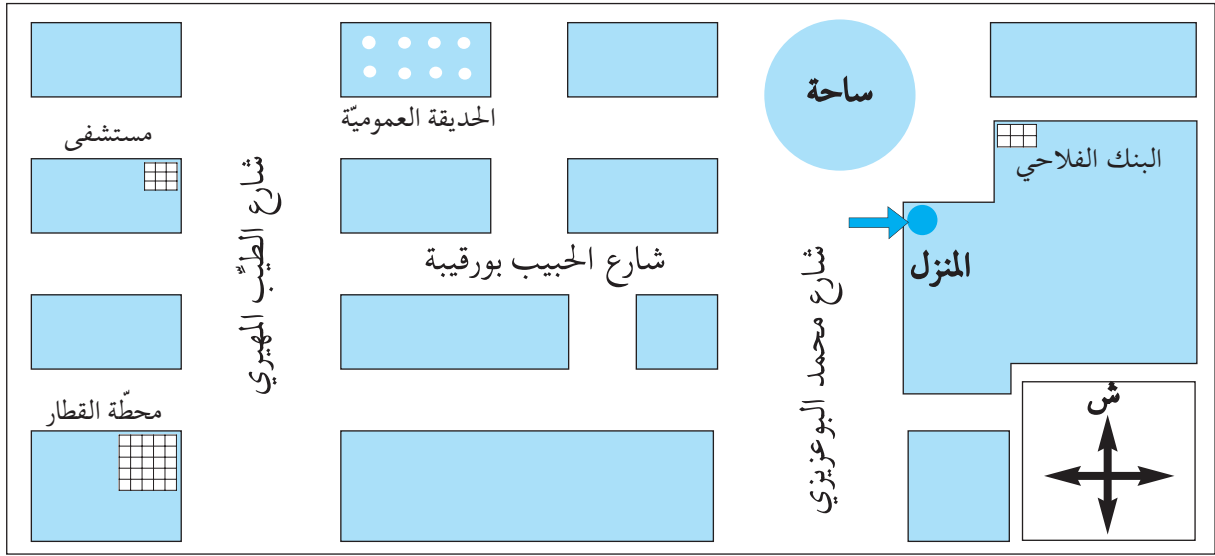 ساحة
الحديقة العموميّة
مستشفى
البنك الفلاحي
شارع الطيّب المهيري
شارع الحبيب بورقيبة
المنزل
شارع محمد البوعزيزي
محطّة القطار
ش